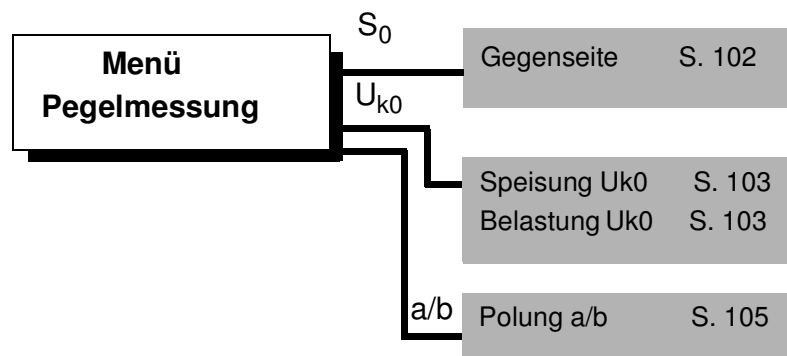 Menü
Pegelmessung
S0
Gegenseite S. 102
Uk0
Speisung Uk0 S. 103
Belastung Uk0 S. 103
a/b
Polung a/b S. 105